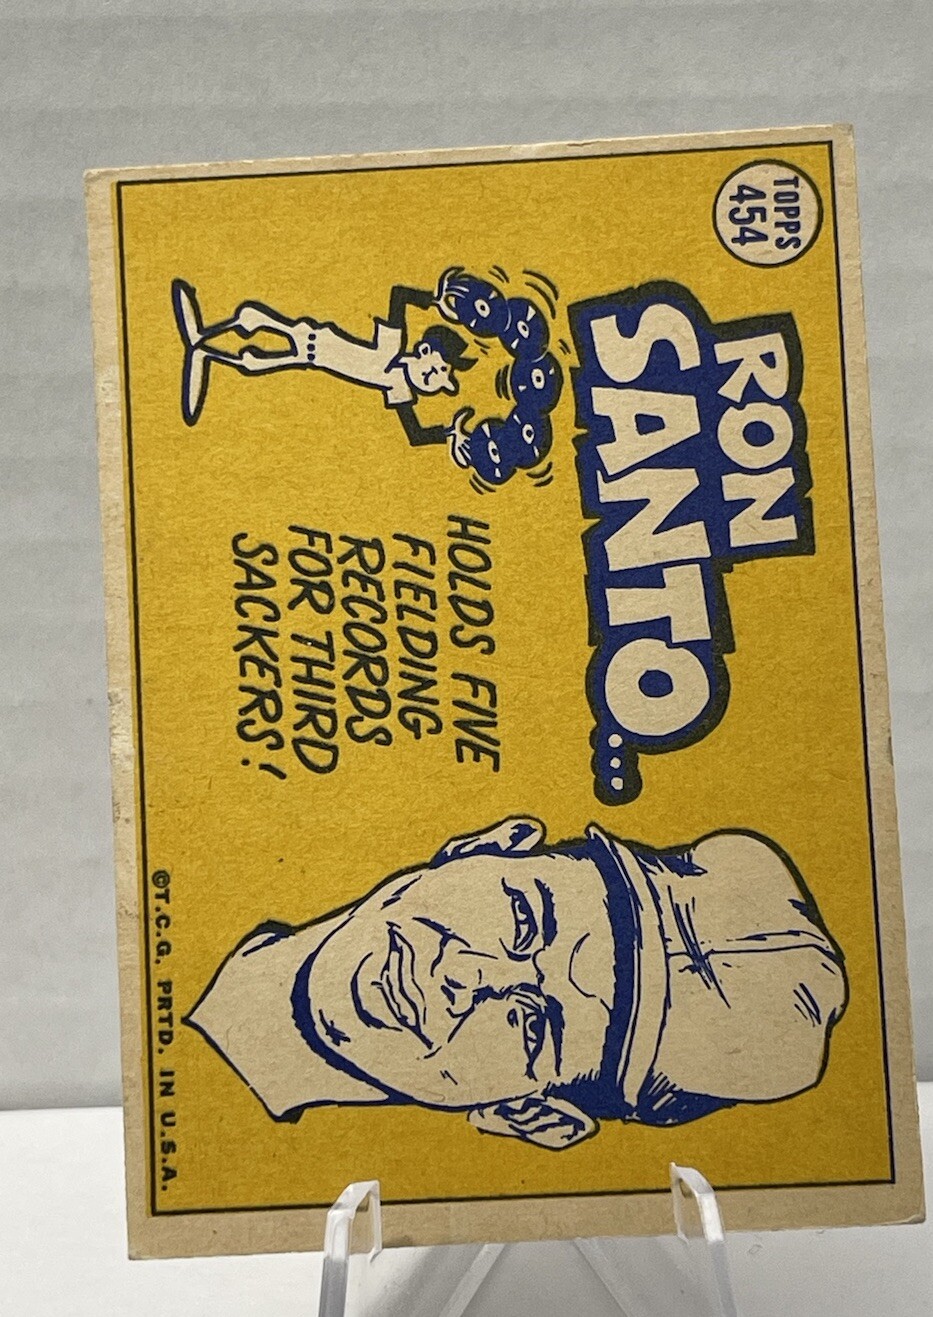 TOPPS
454
RON
SANTO...
HOLDS FIVE
FIELDING
RECORDS
FOR THIRD
SACKERS!
©T.C.G. PRTD. IN U.S.A.